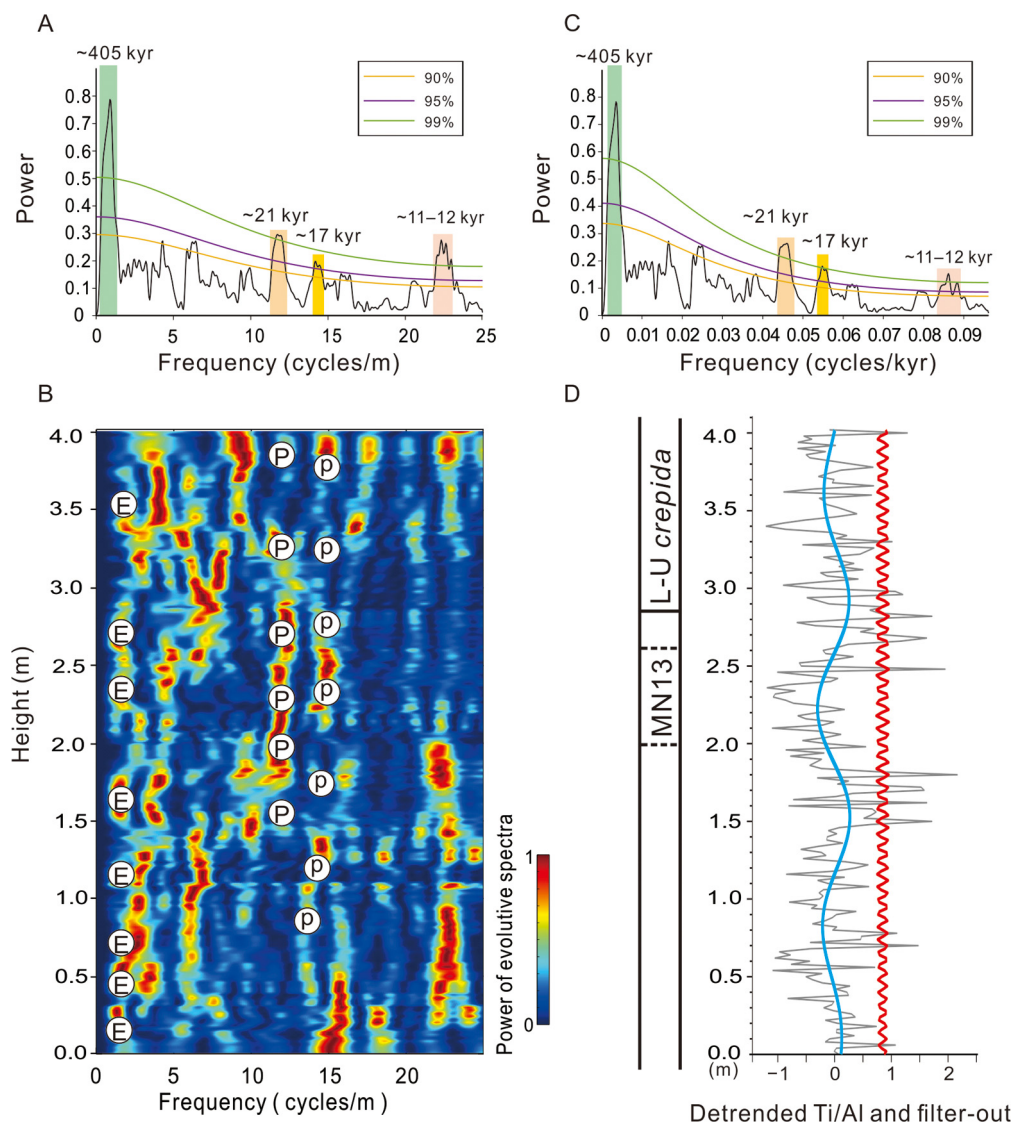 A
~405 kyr
90%
95%
99%
0.8
0.7
0.6
0.5
0.4
0.3
0.2
0.1
0
Power
~21 kyr
~17 kyr
~11–12 kyr
0 5 10 15 20 25
Frequency (cycles/m)
C
~405 kyr
90%
95%
99%
0.8
0.7
0.6
0.5
0.4
0.3
0.2
0.1
0
Power
~21 kyr
~17 kyr
~11–12 kyr
0 0.01 0.02 0.03 0.04 0.05 0.06 0.07 0.08 0.09
Frequency (cycles/kyr)
B
4.0
3.5
3.0
2.5
2.0
1.5
1.0
0.5
0.0
Height (m)
P
p
E
P
p
p
E
P
E
P
p
P
E
p
P
E
p
p
E
E
E
0 5 10 15 20
Frequency ( cycles/m )
Power of evolutive spectra
1
0
D
L-U crepida
MN13
4.0
3.5
3.0
2.5
2.0
1.5
1.0
0.5
0.0
(m)
−1 0 1 2
Detrended Ti/Al and filter-out